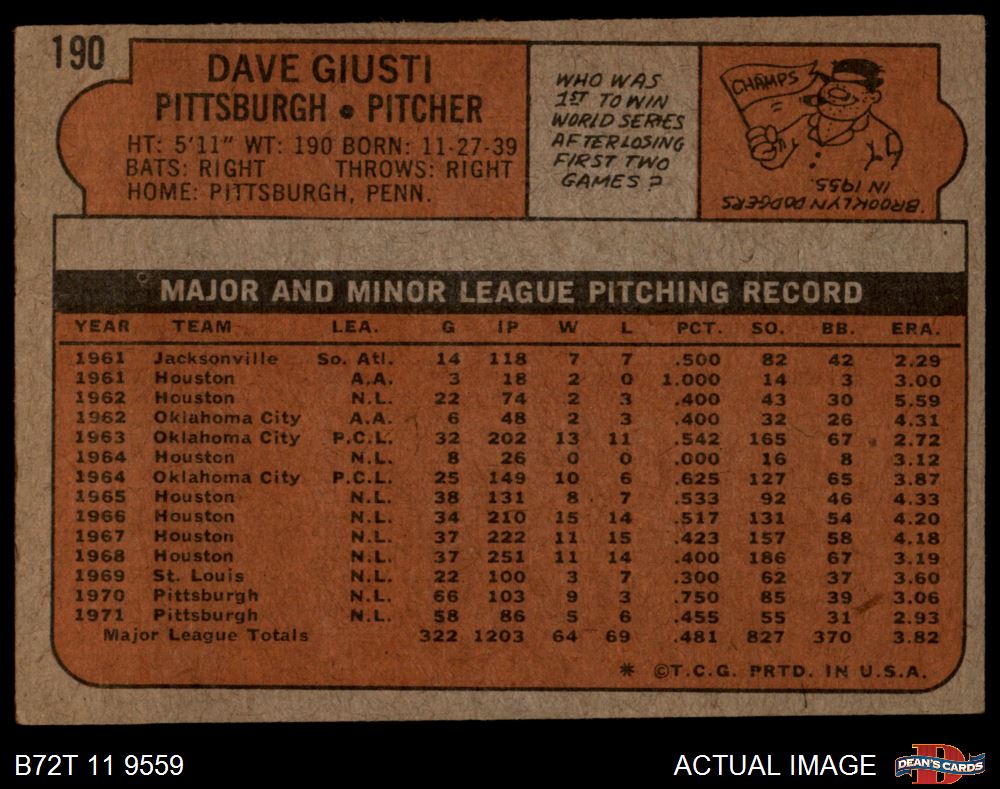 190
DAVE GIUSTI
PITTSBURGH • PITCHER
HT: 5'11" WT: 190 BORN: 11-27-39
BATS: RIGHT THROWS: RIGHT
HOME: PITTSBURGH, PENN.
WHO WAS
1ST TO WIN
WORLD SERIES
AFTER LOSING
FIRST TWO
GAMES?
CHAMPS
BROOKLYN DODGERS
IN 1955.
MAJOR AND MINOR LEAGUE PITCHING RECORD
YEAR TEAM LEA. G IP W L PCT. SO. BB. ERA.
1961 Jacksonville So. Atl. 14 118 7 7 .500 82 42 2.29
1961 Houston A.A. 3 18 2 0 1.000 14 3 3.00
1962 Houston N.L. 22 74 2 3 .400 43 30 5.59
1962 Oklahoma City A.A. 6 48 2 3 .400 32 26 4.31
1963 Oklahoma City P.C.L. 32 202 13 11 .542 165 67 2.72
1964 Houston N.L. 8 26 0 0 .000 16 8 3.12
1964 Oklahoma City P.C.L. 25 149 10 6 .625 127 65 3.87
1965 Houston N.L. 38 131 8 7 .533 92 46 4.33
1966 Houston N.L. 34 210 15 14 .517 131 54 4.20
1967 Houston N.L. 37 222 11 15 .423 157 58 4.18
1968 Houston N.L. 37 251 11 14 .400 186 67 3.19
1969 St. Louis N.L. 22 100 3 7 .300 62 37 3.60
1970 Pittsburgh N.L. 66 103 9 3 .750 85 39 3.06
1971 Pittsburgh N.L. 58 86 5 6 .455 55 31 2.93
Major League Totals 322 1203 64 69 .481 827 370 3.82
* ©T.C.G. PRTD. IN U.S.A.
B72T 11 9559
ACTUAL IMAGE
D
DEAN'S CARDS